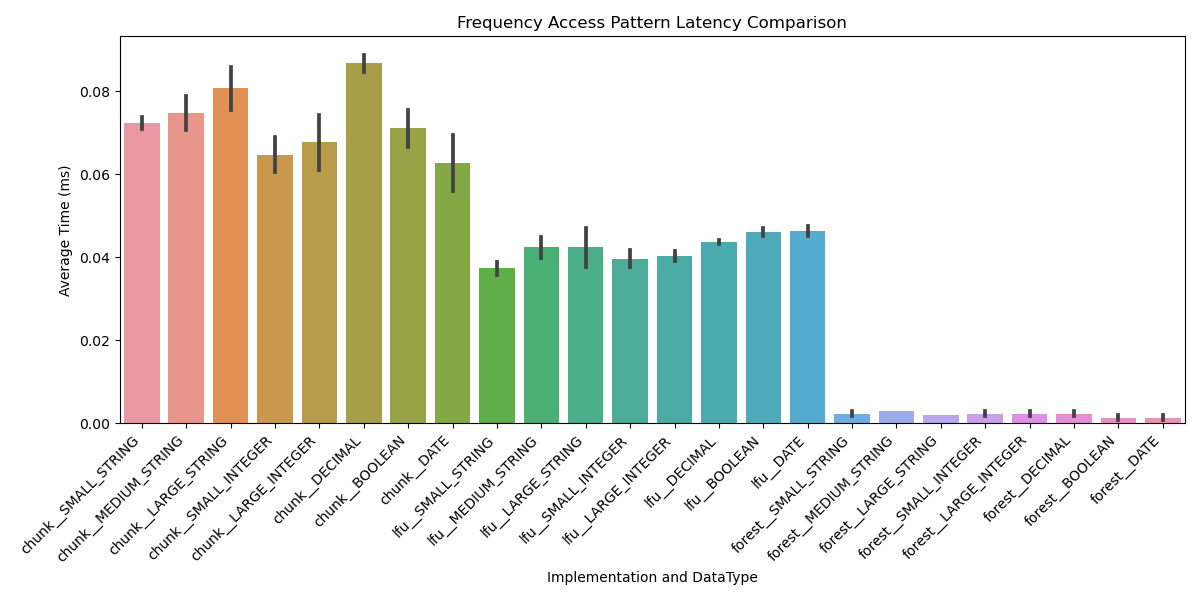 Frequency Access Pattern Latency Comparison
Average Time (ms)
0.08
0.06
0.04
0.02
0.00
chunk__SMALL_STRING
chunk__MEDIUM_STRING
chunk__LARGE_STRING
chunk__SMALL_INTEGER
chunk__LARGE_INTEGER
chunk__DECIMAL
chunk__BOOLEAN
chunk__DATE
lfu__SMALL_STRING
lfu__MEDIUM_STRING
lfu__LARGE_STRING
lfu__SMALL_INTEGER
lfu__LARGE_INTEGER
lfu__DECIMAL
lfu__BOOLEAN
lfu__DATE
forest__SMALL_STRING
forest__MEDIUM_STRING
forest__LARGE_STRING
forest__SMALL_INTEGER
forest__LARGE_INTEGER
forest__DECIMAL
forest__BOOLEAN
forest__DATE
Implementation and DataType